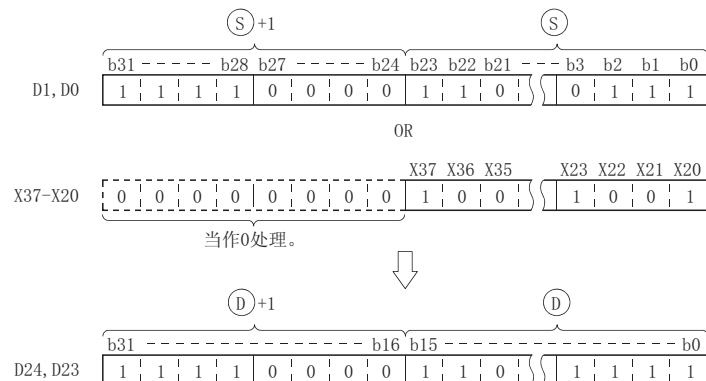 S+1 S
b31 b28 b27 b24 b23 b22 b21 b3 b2 b1 b0
D1,D0 1 1 1 1 0 0 0 0 1 1 0 0 1 1 1
OR
X37 X36 X35 X23 X22 X21 X20
X37-X20 0 0 0 0 0 0 0 0 1 0 0 1 0 0 1
当作0处理。
D+1 D
b31 b16 b15 b0
D24,D23 1 1 1 1 0 0 0 0 1 1 0 1 1 1 1